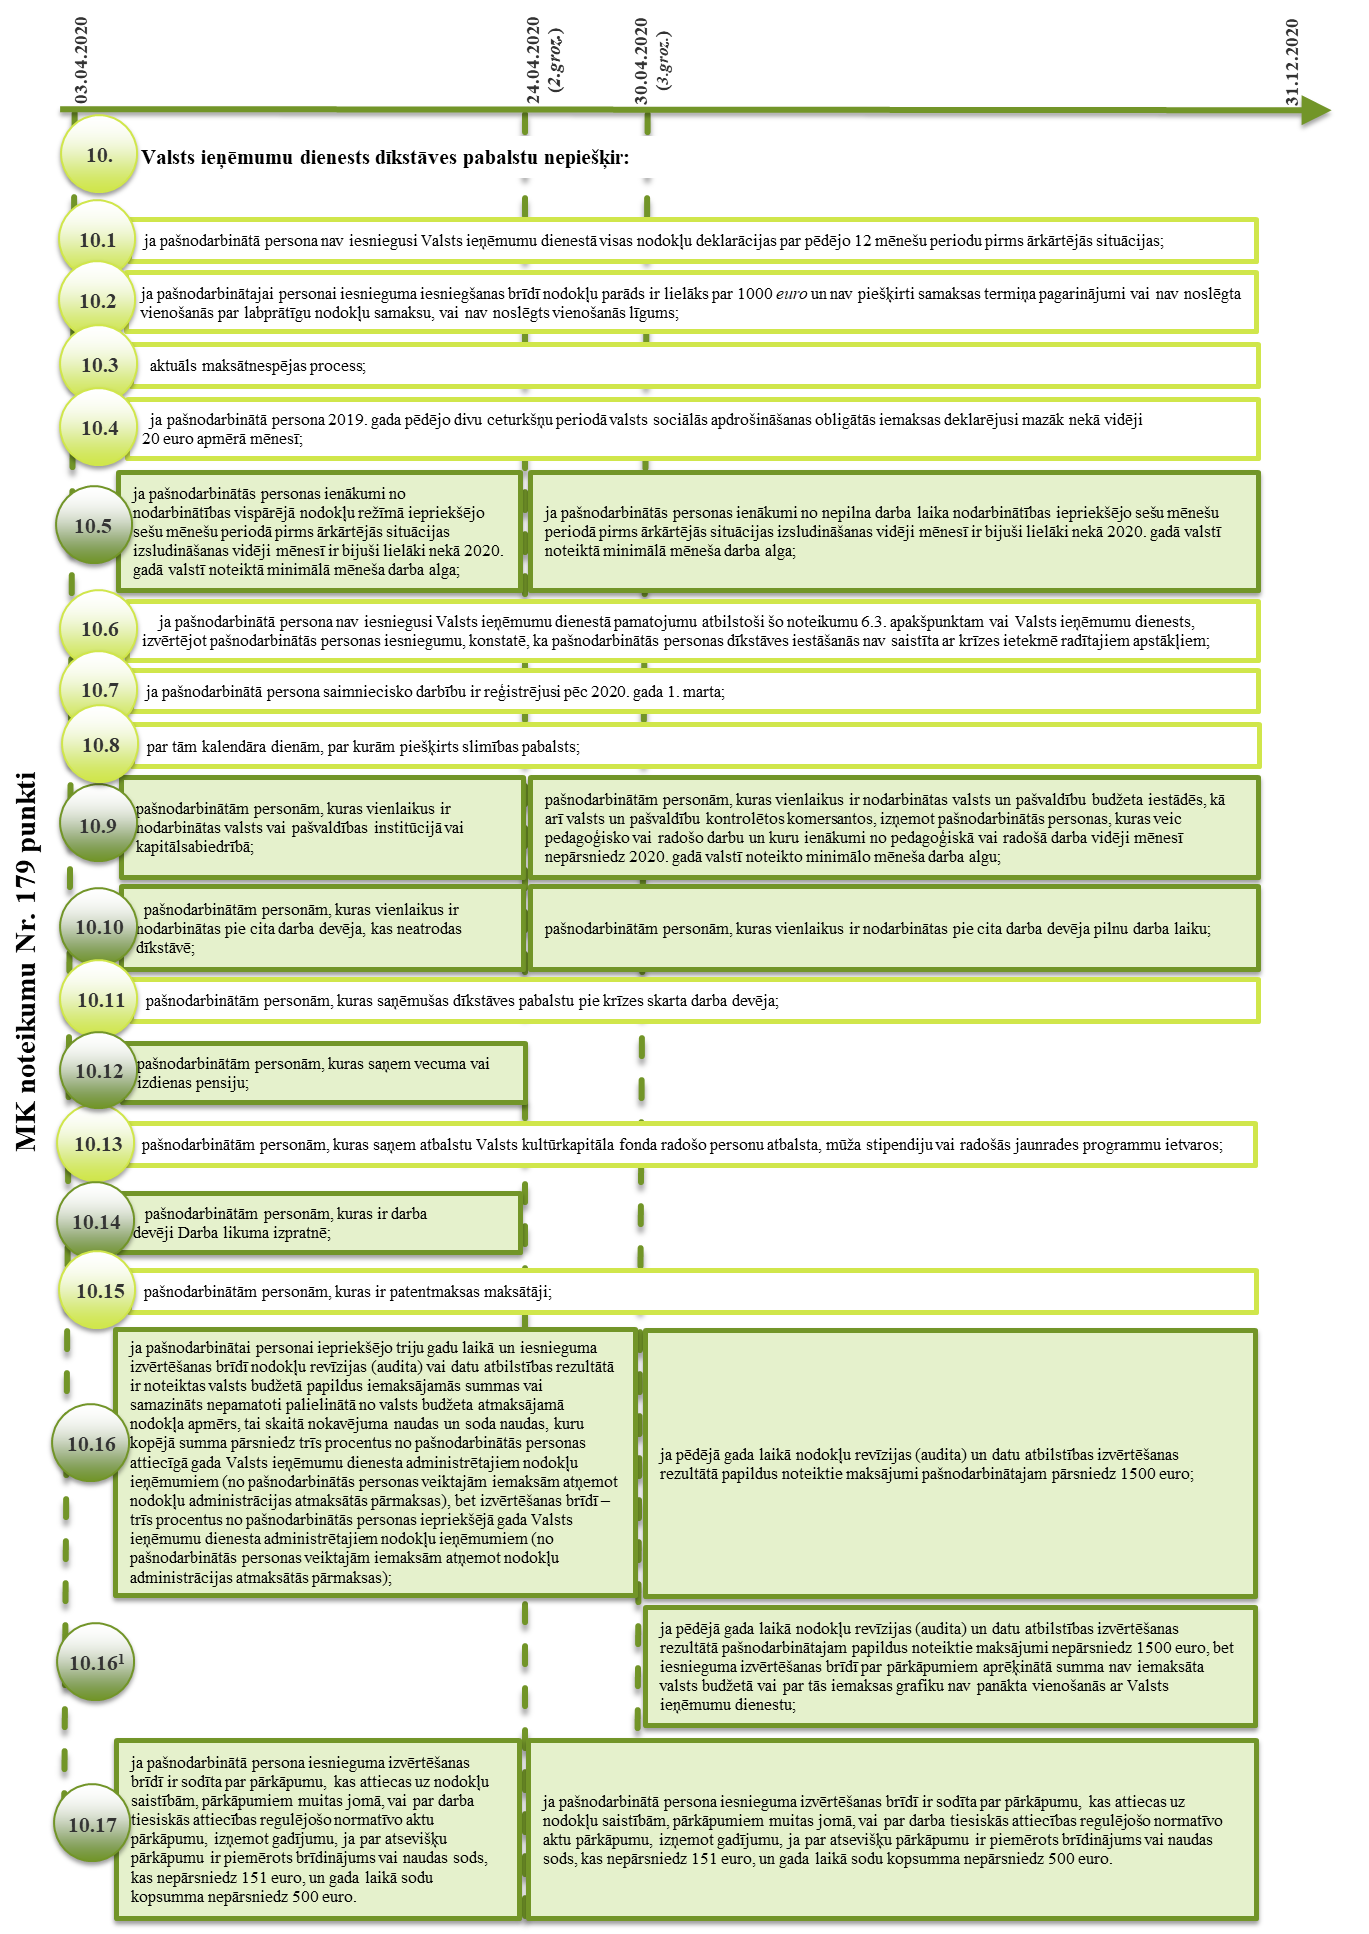 03.04.2020
24.04.2020
(2.groz.)
30.04.2020
(3.groz.)
31.12.2020
MK noteikumu Nr. 179 punkti
10.
Valsts ieņēmumu dienests dīkstāves pabalstu nepiešķir:
10.1
ja pašnodarbinātā persona nav iesniegusi Valsts ieņēmumu dienestā visas nodokļu deklarācijas par pēdējo 12 mēnešu periodu pirms ārkārtējās situācijas;
10.2
ja pašnodarbinātajai personai iesnieguma iesniegšanas brīdī nodokļu parāds ir lielāks par 1000 euro un nav piešķirti samaksas termiņa pagarinājumi vai nav noslēgta
vienošanās par labprātīgu nodokļu samaksu, vai nav noslēgts vienošanās līgums;
10.3
aktuāls maksātnespējas process;
10.4
ja pašnodarbinātā persona 2019. gada pēdējo divu ceturkšņu periodā valsts sociālās apdrošināšanas obligātās iemaksas deklarējusi mazāk nekā vidēji
20 euro apmērā mēnesī;
10.5
ja pašnodarbinātās personas ienākumi no
nodarbinātības vispārējā nodokļu režīmā iepriekšējo
sešu mēnešu periodā pirms ārkārtējās situācijas
izsludināšanas vidēji mēnesī ir bijuši lielāki nekā 2020.
gadā valstī noteiktā minimālā mēneša darba alga;
ja pašnodarbinātās personas ienākumi no nepilna darba laika nodarbinātības iepriekšējo sešu mēnešu
periodā pirms ārkārtējās situācijas izsludināšanas vidēji mēnesī ir bijuši lielāki nekā 2020. gadā valstī
noteiktā minimālā mēneša darba alga;
10.6
ja pašnodarbinātā persona nav iesniegusi Valsts ieņēmumu dienestā pamatojumu atbilstoši šo noteikumu 6.3. apakšpunktam vai Valsts ieņēmumu dienests,
izvērtējot pašnodarbinātās personas iesniegumu, konstatē, ka pašnodarbinātās personas dīkstāves iestāšanās nav saistīta ar krīzes ietekmē radītajiem apstākļiem;
10.7
ja pašnodarbinātā persona saimniecisko darbību ir reģistrējusi pēc 2020. gada 1. marta;
10.8
par tām kalendāra dienām, par kurām piešķirts slimības pabalsts;
10.9
pašnodarbinātām personām, kuras vienlaikus ir
nodarbinātas valsts vai pašvaldības institūcijā vai
kapitālsabiedrībā;
pašnodarbinātām personām, kuras vienlaikus ir nodarbinātas valsts un pašvaldību budžeta iestādēs, kā
arī valsts un pašvaldību kontrolētos komersantos, izņemot pašnodarbinātās personas, kuras veic
pedagoģisko vai radošo darbu un kuru ienākumi no pedagoģiskā vai radošā darba vidēji mēnesī
nepārsniedz 2020. gadā valstī noteikto minimālo mēneša darba algu;
10.10
pašnodarbinātām personām, kuras vienlaikus ir
nodarbinātas pie cita darba devēja, kas neatrodas
dīkstāvē;
pašnodarbinātām personām, kuras vienlaikus ir nodarbinātas pie cita darba devēja pilnu darba laiku;
10.11
pašnodarbinātām personām, kuras saņēmušas dīkstāves pabalstu pie krīzes skarta darba devēja;
10.12
pašnodarbinātām personām, kuras saņem vecuma vai
izdienas pensiju;
10.13
pašnodarbinātām personām, kuras saņem atbalstu Valsts kultūrkapitāla fonda radošo personu atbalsta, mūža stipendiju vai radošās jaunrades programmu ietvaros;
10.14
pašnodarbinātām personām, kuras ir darba
devēji Darba likuma izpratnē;
10.15
pašnodarbinātām personām, kuras ir patentmaksas maksātāji;
10.16
ja pašnodarbinātai personai iepriekšējo triju gadu laikā un iesnieguma
izvērtēšanas brīdī nodokļu revīzijas (audita) vai datu atbilstības rezultātā
ir noteiktas valsts budžetā papildus iemaksājamās summas vai
samazināts nepamatoti palielinātā no valsts budžeta atmaksājamā
nodokļa apmērs, tai skaitā nokavējuma naudas un soda naudas, kuru
kopējā summa pārsniedz trīs procentus no pašnodarbinātās personas
attiecīgā gada Valsts ieņēmumu dienesta administrētajiem nodokļu
ieņēmumiem (no pašnodarbinātās personas veiktajām iemaksām atņemot
nodokļu administrācijas atmaksātās pārmaksas), bet izvērtēšanas brīdī –
trīs procentus no pašnodarbinātās personas iepriekšējā gada Valsts
ieņēmumu dienesta administrētajiem nodokļu ieņēmumiem (no
pašnodarbinātās personas veiktajām iemaksām atņemot nodokļu
administrācijas atmaksātās pārmaksas);
ja pēdējā gada laikā nodokļu revīzijas (audita) un datu atbilstības izvērtēšanas
rezultātā papildus noteiktie maksājumi pašnodarbinātajam pārsniedz 1500 euro;
10.16¹
ja pēdējā gada laikā nodokļu revīzijas (audita) un datu atbilstības izvērtēšanas
rezultātā pašnodarbinātajam papildus noteiktie maksājumi nepārsniedz 1500 euro, bet
iesnieguma izvērtēšanas brīdī par pārkāpumiem aprēķinātā summa nav iemaksāta
valsts budžetā vai par tās iemaksas grafiku nav panākta vienošanās ar Valsts
ieņēmumu dienestu;
10.17
ja pašnodarbinātā persona iesnieguma izvērtēšanas
brīdī ir sodīta par pārkāpumu, kas attiecas uz nodokļu
saistībām, pārkāpumiem muitas jomā, vai par darba
tiesiskās attiecības regulējošo normatīvo aktu
pārkāpumu, izņemot gadījumu, ja par atsevišķu
pārkāpumu ir piemērots brīdinājums vai naudas sods,
kas nepārsniedz 151 euro, un gada laikā sodu
kopsumma nepārsniedz 500 euro.
ja pašnodarbinātā persona iesnieguma izvērtēšanas brīdī ir sodīta par pārkāpumu, kas attiecas uz
nodokļu saistībām, pārkāpumiem muitas jomā, vai par darba tiesiskās attiecības regulējošo normatīvo
aktu pārkāpumu, izņemot gadījumu, ja par atsevišķu pārkāpumu ir piemērots brīdinājums vai naudas
sods, kas nepārsniedz 151 euro, un gada laikā sodu kopsumma nepārsniedz 500 euro.